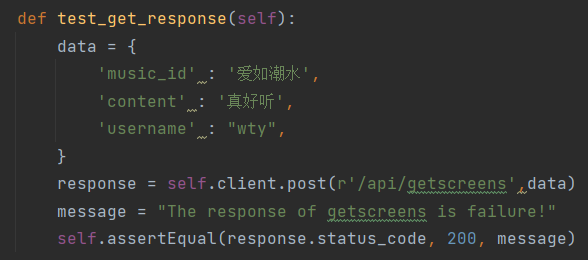 def test_get_response(self):
data = {
'music_id' : '爱如潮水',
'content' : '真好听',
'username' : "wty",
}
response = self.client.post(r'/api/getscreens',data)
message = "The response of getscreens is failure!"
self.assertEqual(response.status_code, 200, message)